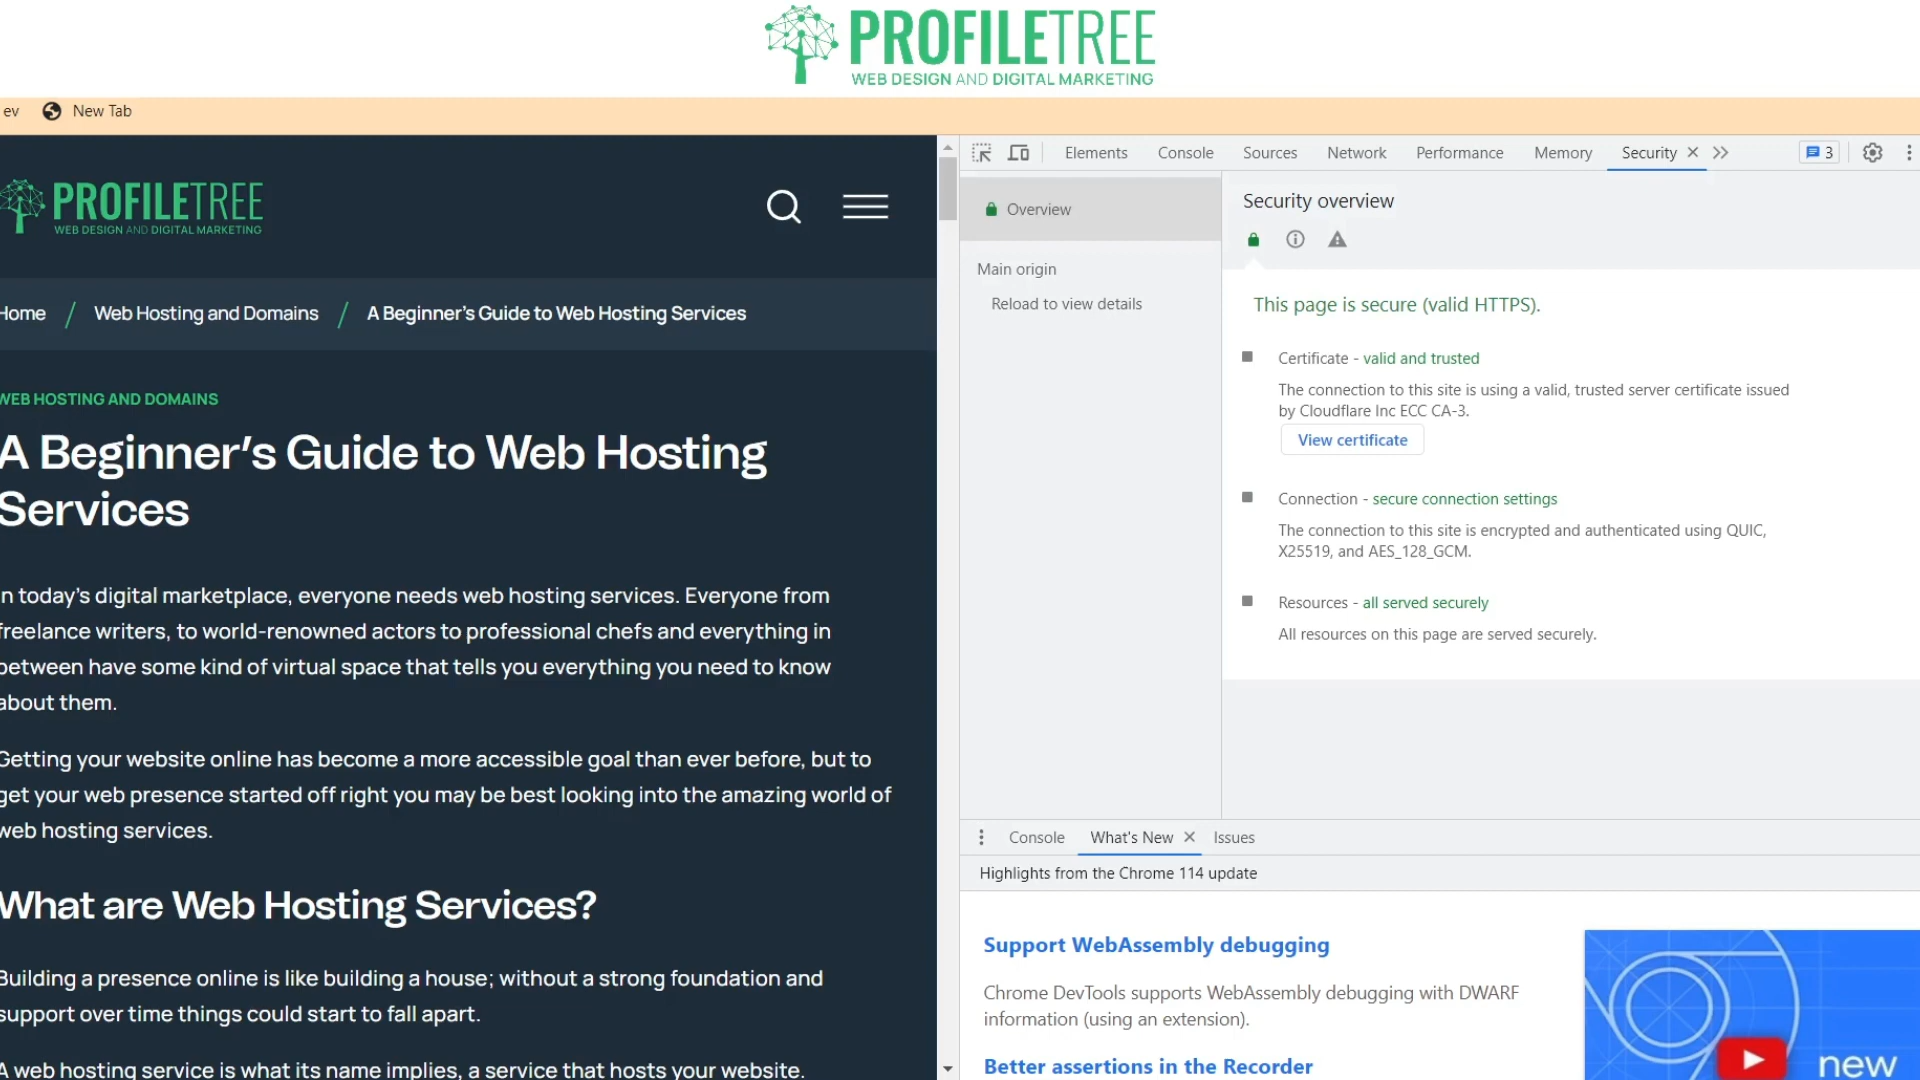 PROFILETREE
WEB DESIGN AND DIGITAL MARKETING
ev New Tab
PROFILETREE
WEB DESIGN AND DIGITAL MARKETING
Home / Web Hosting and Domains / A Beginner's Guide to Web Hosting Services
WEB HOSTING AND DOMAINS
A Beginner's Guide to Web Hosting
Services
In today's digital marketplace, everyone needs web hosting services. Everyone from
freelance writers, to world-renowned actors to professional chefs and everything in
between have some kind of virtual space that tells you everything you need to know
about them.
Getting your website online has become a more accessible goal than ever before, but to
get your web presence started off right you may be best looking into the amazing world of
web hosting services.
What are Web Hosting Services?
Building a presence online is like building a house; without a strong foundation and
support over time things could start to fall apart.
A web hosting service is what its name implies, a service that hosts your website.
Elements Console Sources Network Performance Memory Security 3
Overview
Main origin
Reload to view details
Security overview
This page is secure (valid HTTPS).
Certificate - valid and trusted
The connection to this site is using a valid, trusted server certificate issued
by Cloudflare Inc ECC CA-3.
View certificate
Connection - secure connection settings
The connection to this site is encrypted and authenticated using QUIC,
X25519, and AES_128_GCM.
Resources - all served securely
All resources on this page are served securely.
Console What's New Issues
Highlights from the Chrome 114 update
Support WebAssembly debugging
Chrome DevTools supports WebAssembly debugging with DWARF
information (using an extension).
Better assertions in the Recorder
new